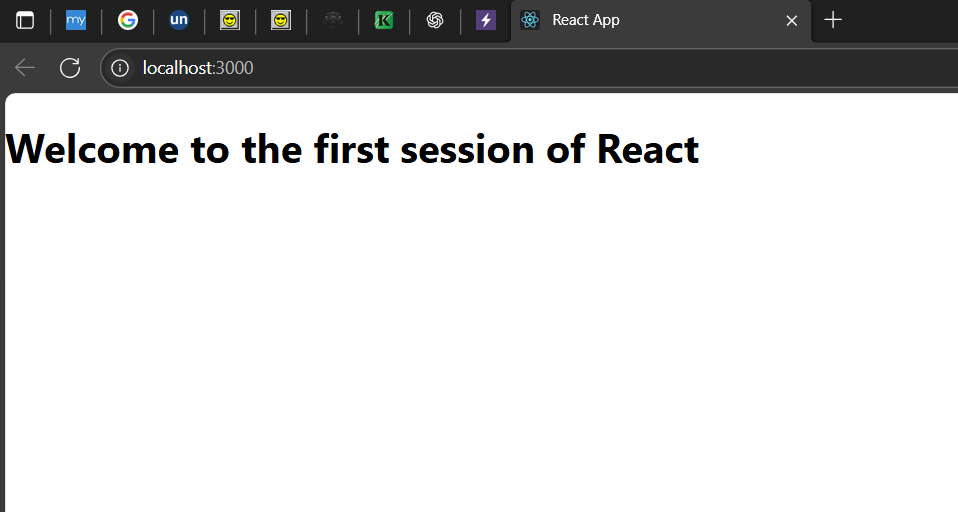 my
un
K
React App
localhost:3000
Welcome to the first session of React